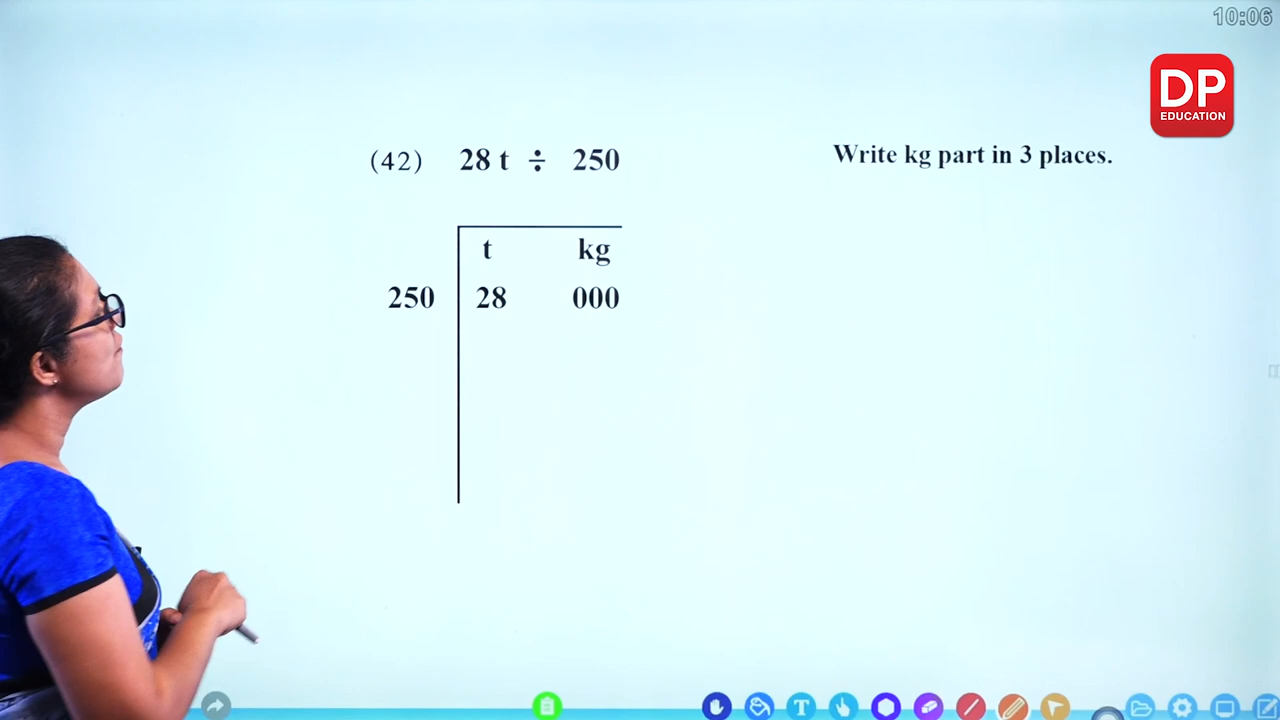 10:06
DP
EDUCATION
(42) 28 t ÷ 250
Write kg part in 3 places.
t kg
250 28 000
T